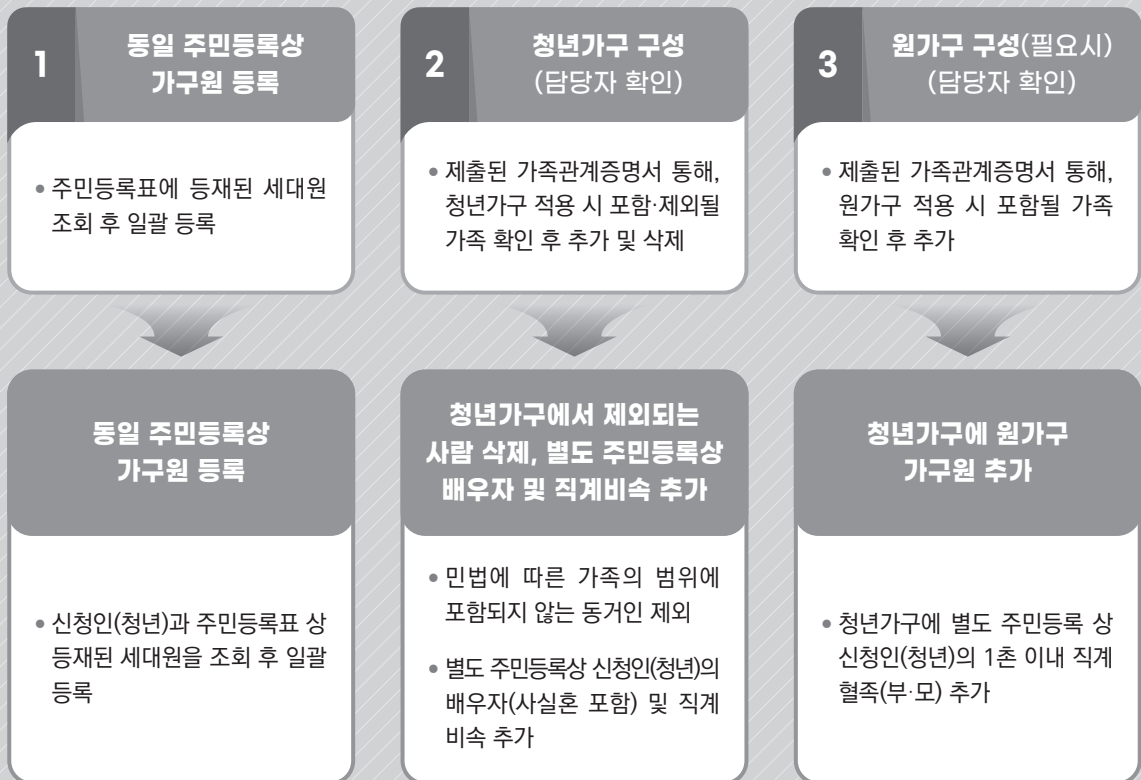 1
동일 주민등록상
가구원 등록
• 주민등록표에 등재된 세대원
조회 후 일괄 등록
2
청년가구 구성
(담당자 확인)
• 제출된 가족관계증명서 통해,
청년가구 적용 시 포함·제외될
가족 확인 후 추가 및 삭제
3
원가구 구성(필요시)
(담당자 확인)
• 제출된 가족관계증명서 통해,
원가구 적용 시 포함될 가족
확인 후 추가
동일 주민등록상
가구원 등록
• 신청인(청년)과 주민등록표 상
등재된 세대원을 조회 후 일괄
등록
청년가구에서 제외되는
사람 삭제, 별도 주민등록상
배우자 및 직계비속 추가
• 민법에 따른 가족의 범위에
포함되지 않는 동거인 제외
• 별도 주민등록상 신청인(청년)의
배우자(사실혼 포함) 및 직계
비속 추가
청년가구에 원가구
가구원 추가
• 청년가구에 별도 주민등록 상
신청인(청년)의 1촌 이내 직계
혈족(부·모) 추가